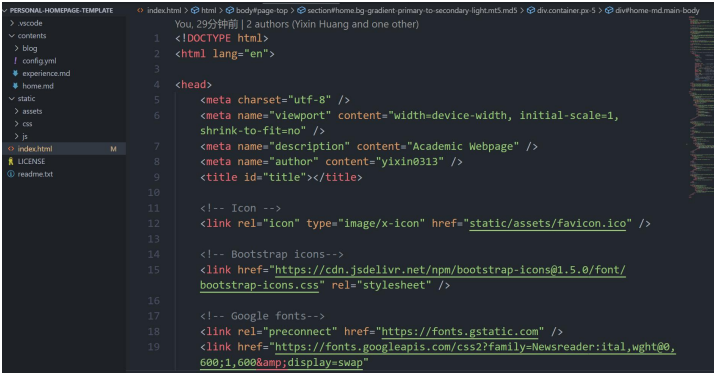 PERSONAL-HOMEPAGE-TEMPLATE
.vscode
contents
blog
config.yml
experience.md
home.md
static
assets
css
js
index.html M
LICENSE
readme.txt
index.html > html > body#page-top > section#home.bg-gradient-primary-to-secondary-light.mt5.md5 > div.container.px-5 > div#home-md.main-body
You, 29分钟前 | 2 authors (Yixin Huang and one other)
1 <!DOCTYPE html>
2 <html lang="en">
3
4 <head>
5 <meta charset="utf-8" />
6 <meta name="viewport" content="width=device-width, initial-scale=1,
shrink-to-fit=no" />
7 <meta name="description" content="Academic Webpage" />
8 <meta name="author" content="yixin0313" />
9 <title id="title"></title>
10
11 <!-- Icon -->
12 <link rel="icon" type="image/x-icon" href="static/assets/favicon.ico" />
13
14 <!-- Bootstrap icons-->
15 <link href="https://cdn.jsdelivr.net/npm/bootstrap-icons@1.5.0/font/
bootstrap-icons.css" rel="stylesheet" />
16
17 <!-- Google fonts-->
18 <link rel="preconnect" href="https://fonts.gstatic.com" />
19 <link href="https://fonts.googleapis.com/css2?family=Newsreader:ital,wght@0,
600;1,600&amp;display=swap"